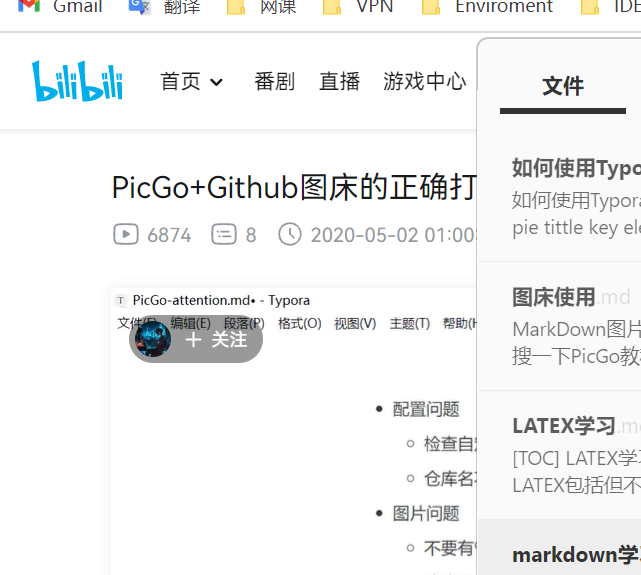 Gmail 翻译 网课 VPN Enviroment IDE
bilibili 首页 番剧 直播 游戏中心
文件
PicGo+Github图床的正确打
6874 8 2020-05-02 01:00:
PicGo-attention.md• - Typora
文件(F) 编辑(E) 段落(P) 格式(O) 视图(V) 主题(T) 帮助(H
+ 关注
• 配置问题
检查自定
仓库名
• 图片问题
不要有
如何使用Typo
如何使用Typora
pie tittle key ele
图床使用.md
MarkDown图片
搜一下PicGo教
LATEX学习.m
[TOC] LATEX学
LATEX包括但不
markdown学